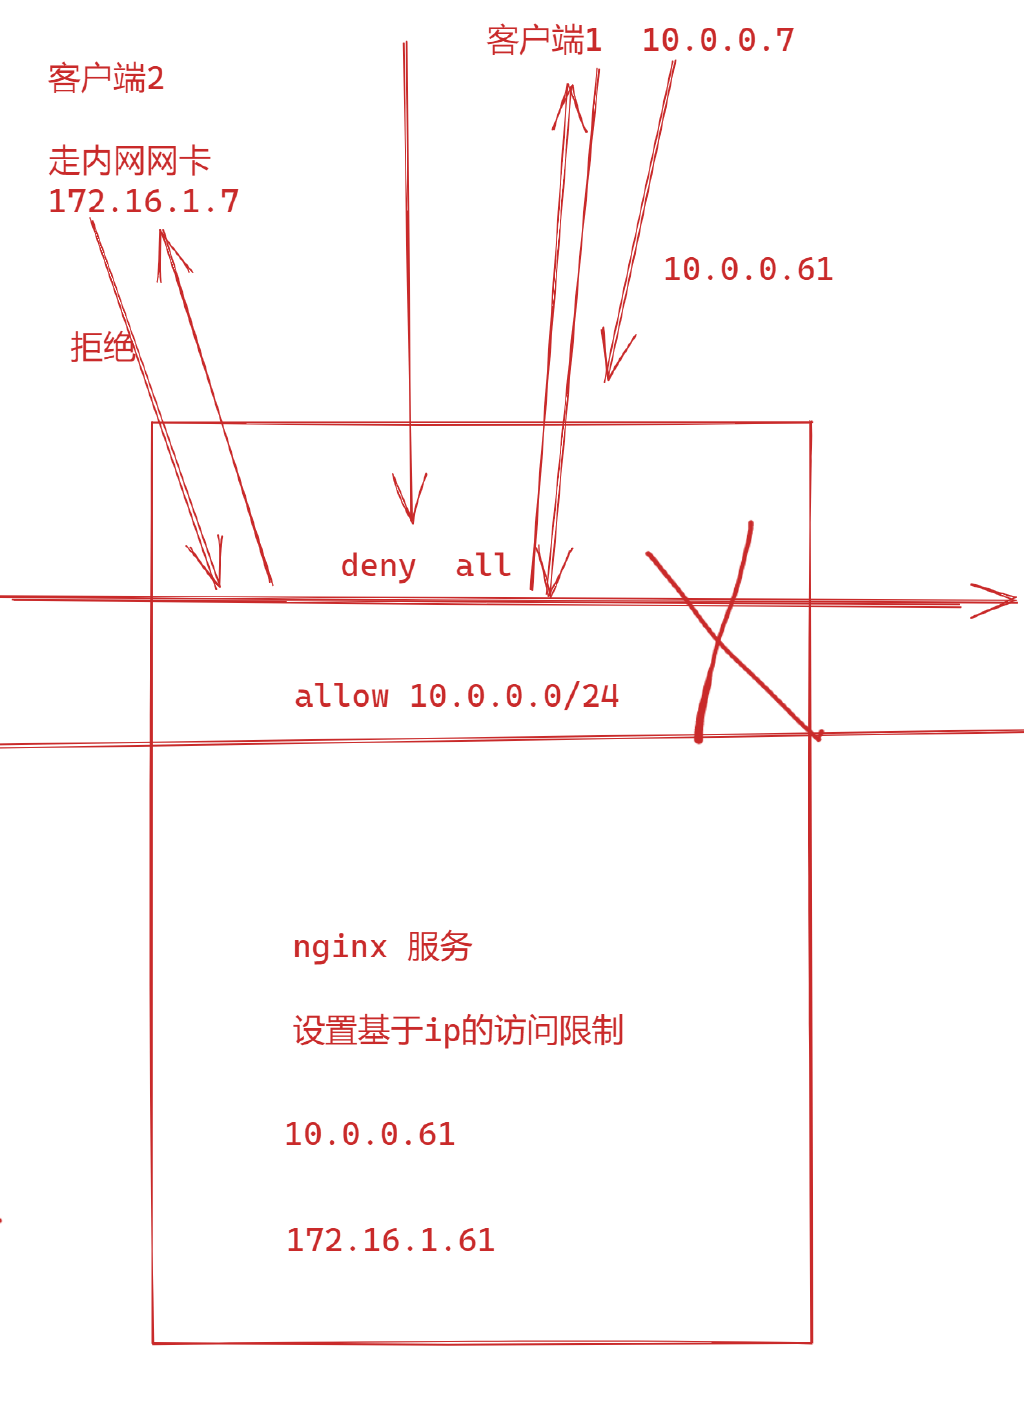 客户端1  10.0.0.7
客户端2
走内网网卡
172.16.1.7
10.0.0.61
拒绝
deny  all
allow 10.0.0.0/24
nginx 服务
设置基于ip的访问限制
10.0.0.61
172.16.1.61